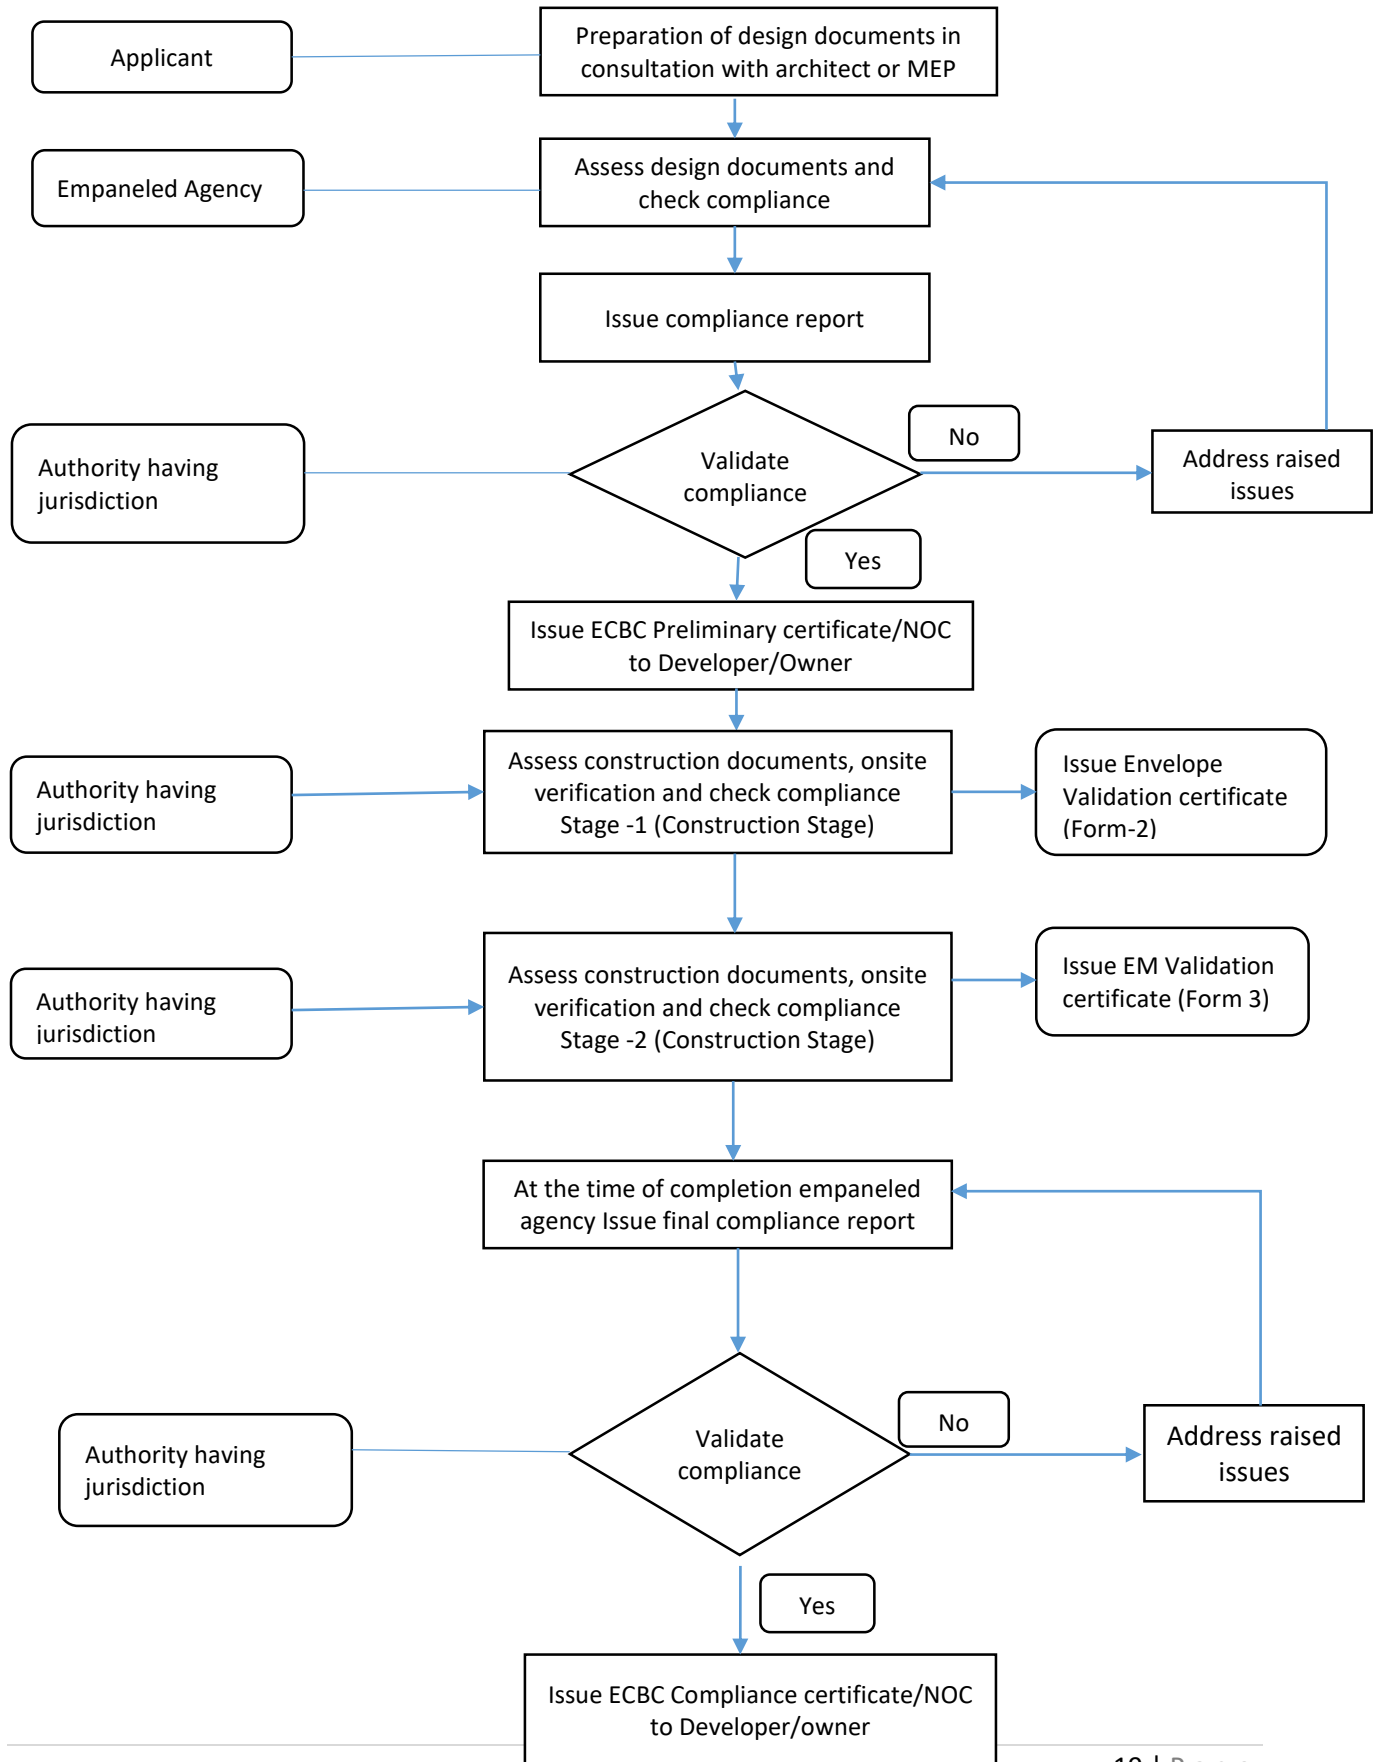 Applicant
Preparation of design documents in
consultation with architect or MEP
Empaneled Agency
Assess design documents and
check compliance
Issue compliance report
Authority having
jurisdiction
Validate
compliance
No
Address raised
issues
Yes
Issue ECBC Preliminary certificate/NOC
to Developer/Owner
Authority having
jurisdiction
Assess construction documents, onsite
verification and check compliance
Stage -1 (Construction Stage)
Issue Envelope
Validation certificate
(Form-2)
Authority having
jurisdiction
Assess construction documents, onsite
verification and check compliance
Stage -2 (Construction Stage)
Issue EM Validation
certificate (Form 3)
At the time of completion empaneled
agency Issue final compliance report
Authority having
jurisdiction
Validate
compliance
No
Address raised
issues
Yes
Issue ECBC Compliance certificate/NOC
to Developer/owner